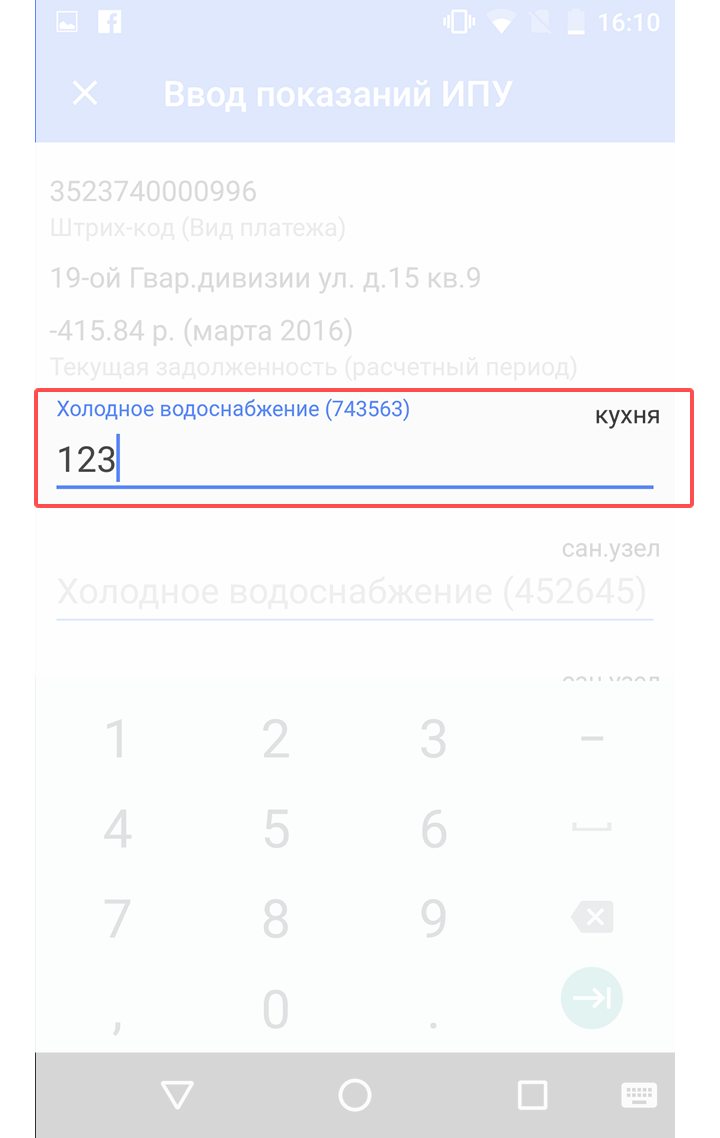 16:10
Ввод показаний ИПУ
3523740000996
Штрих-код (Вид платежа)
19-ой Гвар.дивизии ул. д.15 кв.9
-415.84 р. (марта 2016)
Текущая задолженность (расчетный период)
Холодное водоснабжение (743563)
кухня
123
сан.узел
Холодное водоснабжение (452645)
сан.узел
1 2 3 -
4 5 6
7 8 9
, 0 .